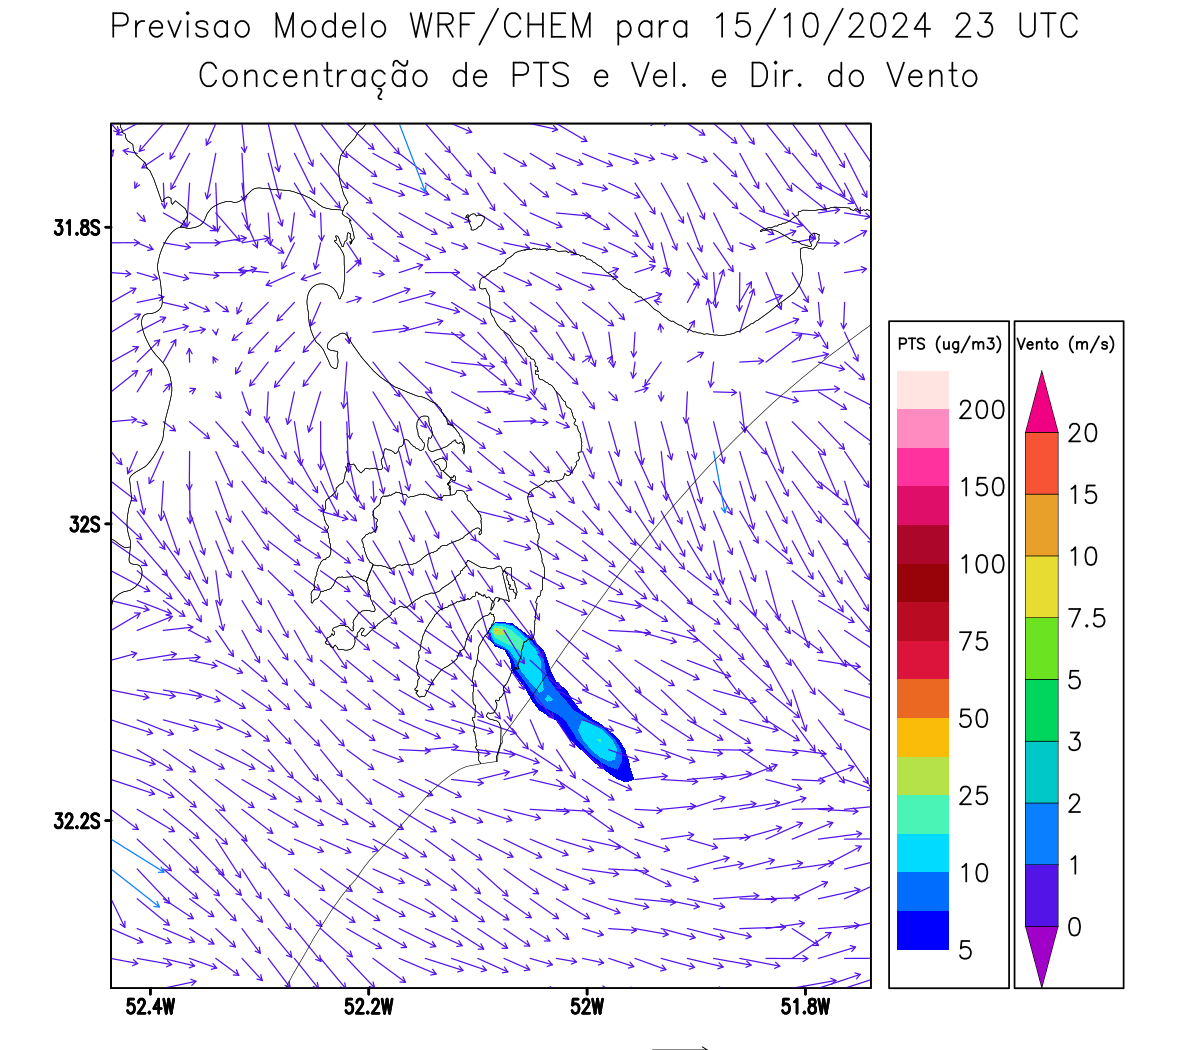 Previsao Modelo WRF/CHEM para 15/10/2024 23 UTC
Concentração de PTS e Vel. e Dir. do Vento
31.8S
32S
32.2S
52.4W
52.2W
52W
51.8W
PTS (ug/m3)
200
150
100
75
50
25
10
5
Vento (m/s)
20
15
10
7.5
5
3
2
1
0